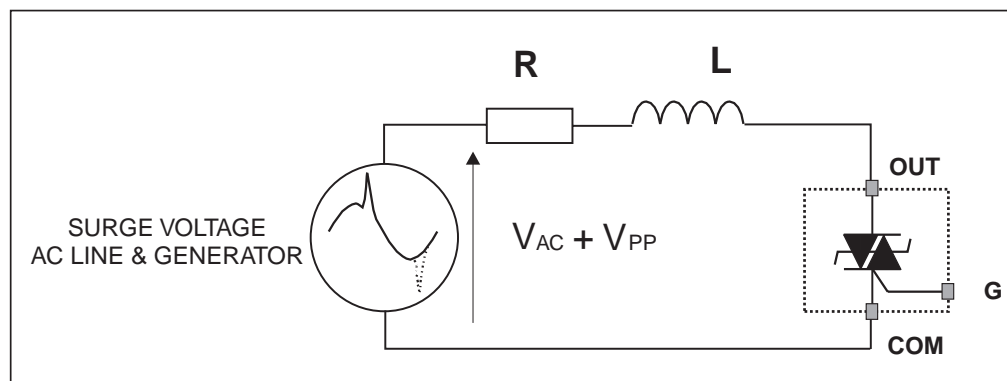 R
L
OUT
SURGE VOLTAGE
AC LINE & GENERATOR
VAC + VPP
G
COM